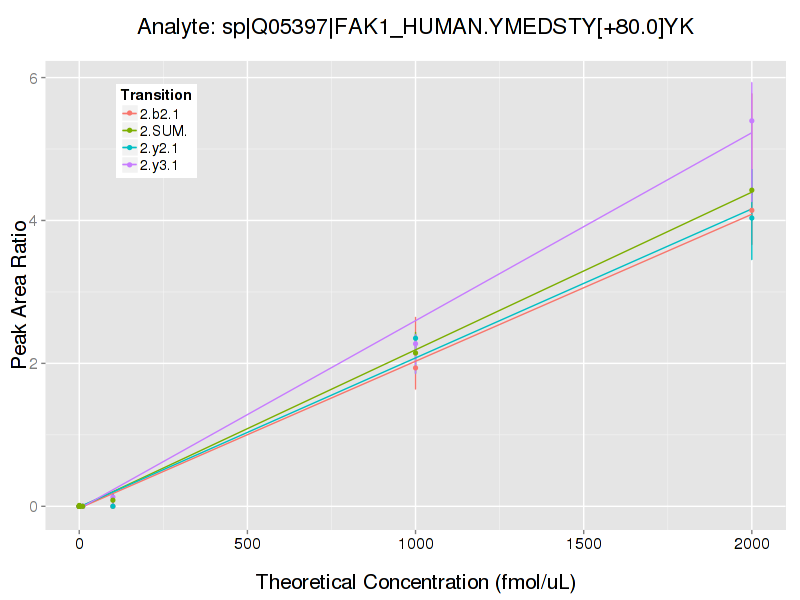 Analyte: sp|Q05397|FAK1_HUMAN.YMEDSTY[+80.0]YK
Peak Area Ratio
6
4
2
0
Transition
2.b2.1
2.SUM.
2.y2.1
2.y3.1
0 500 1000 1500 2000
Theoretical Concentration (fmol/uL)